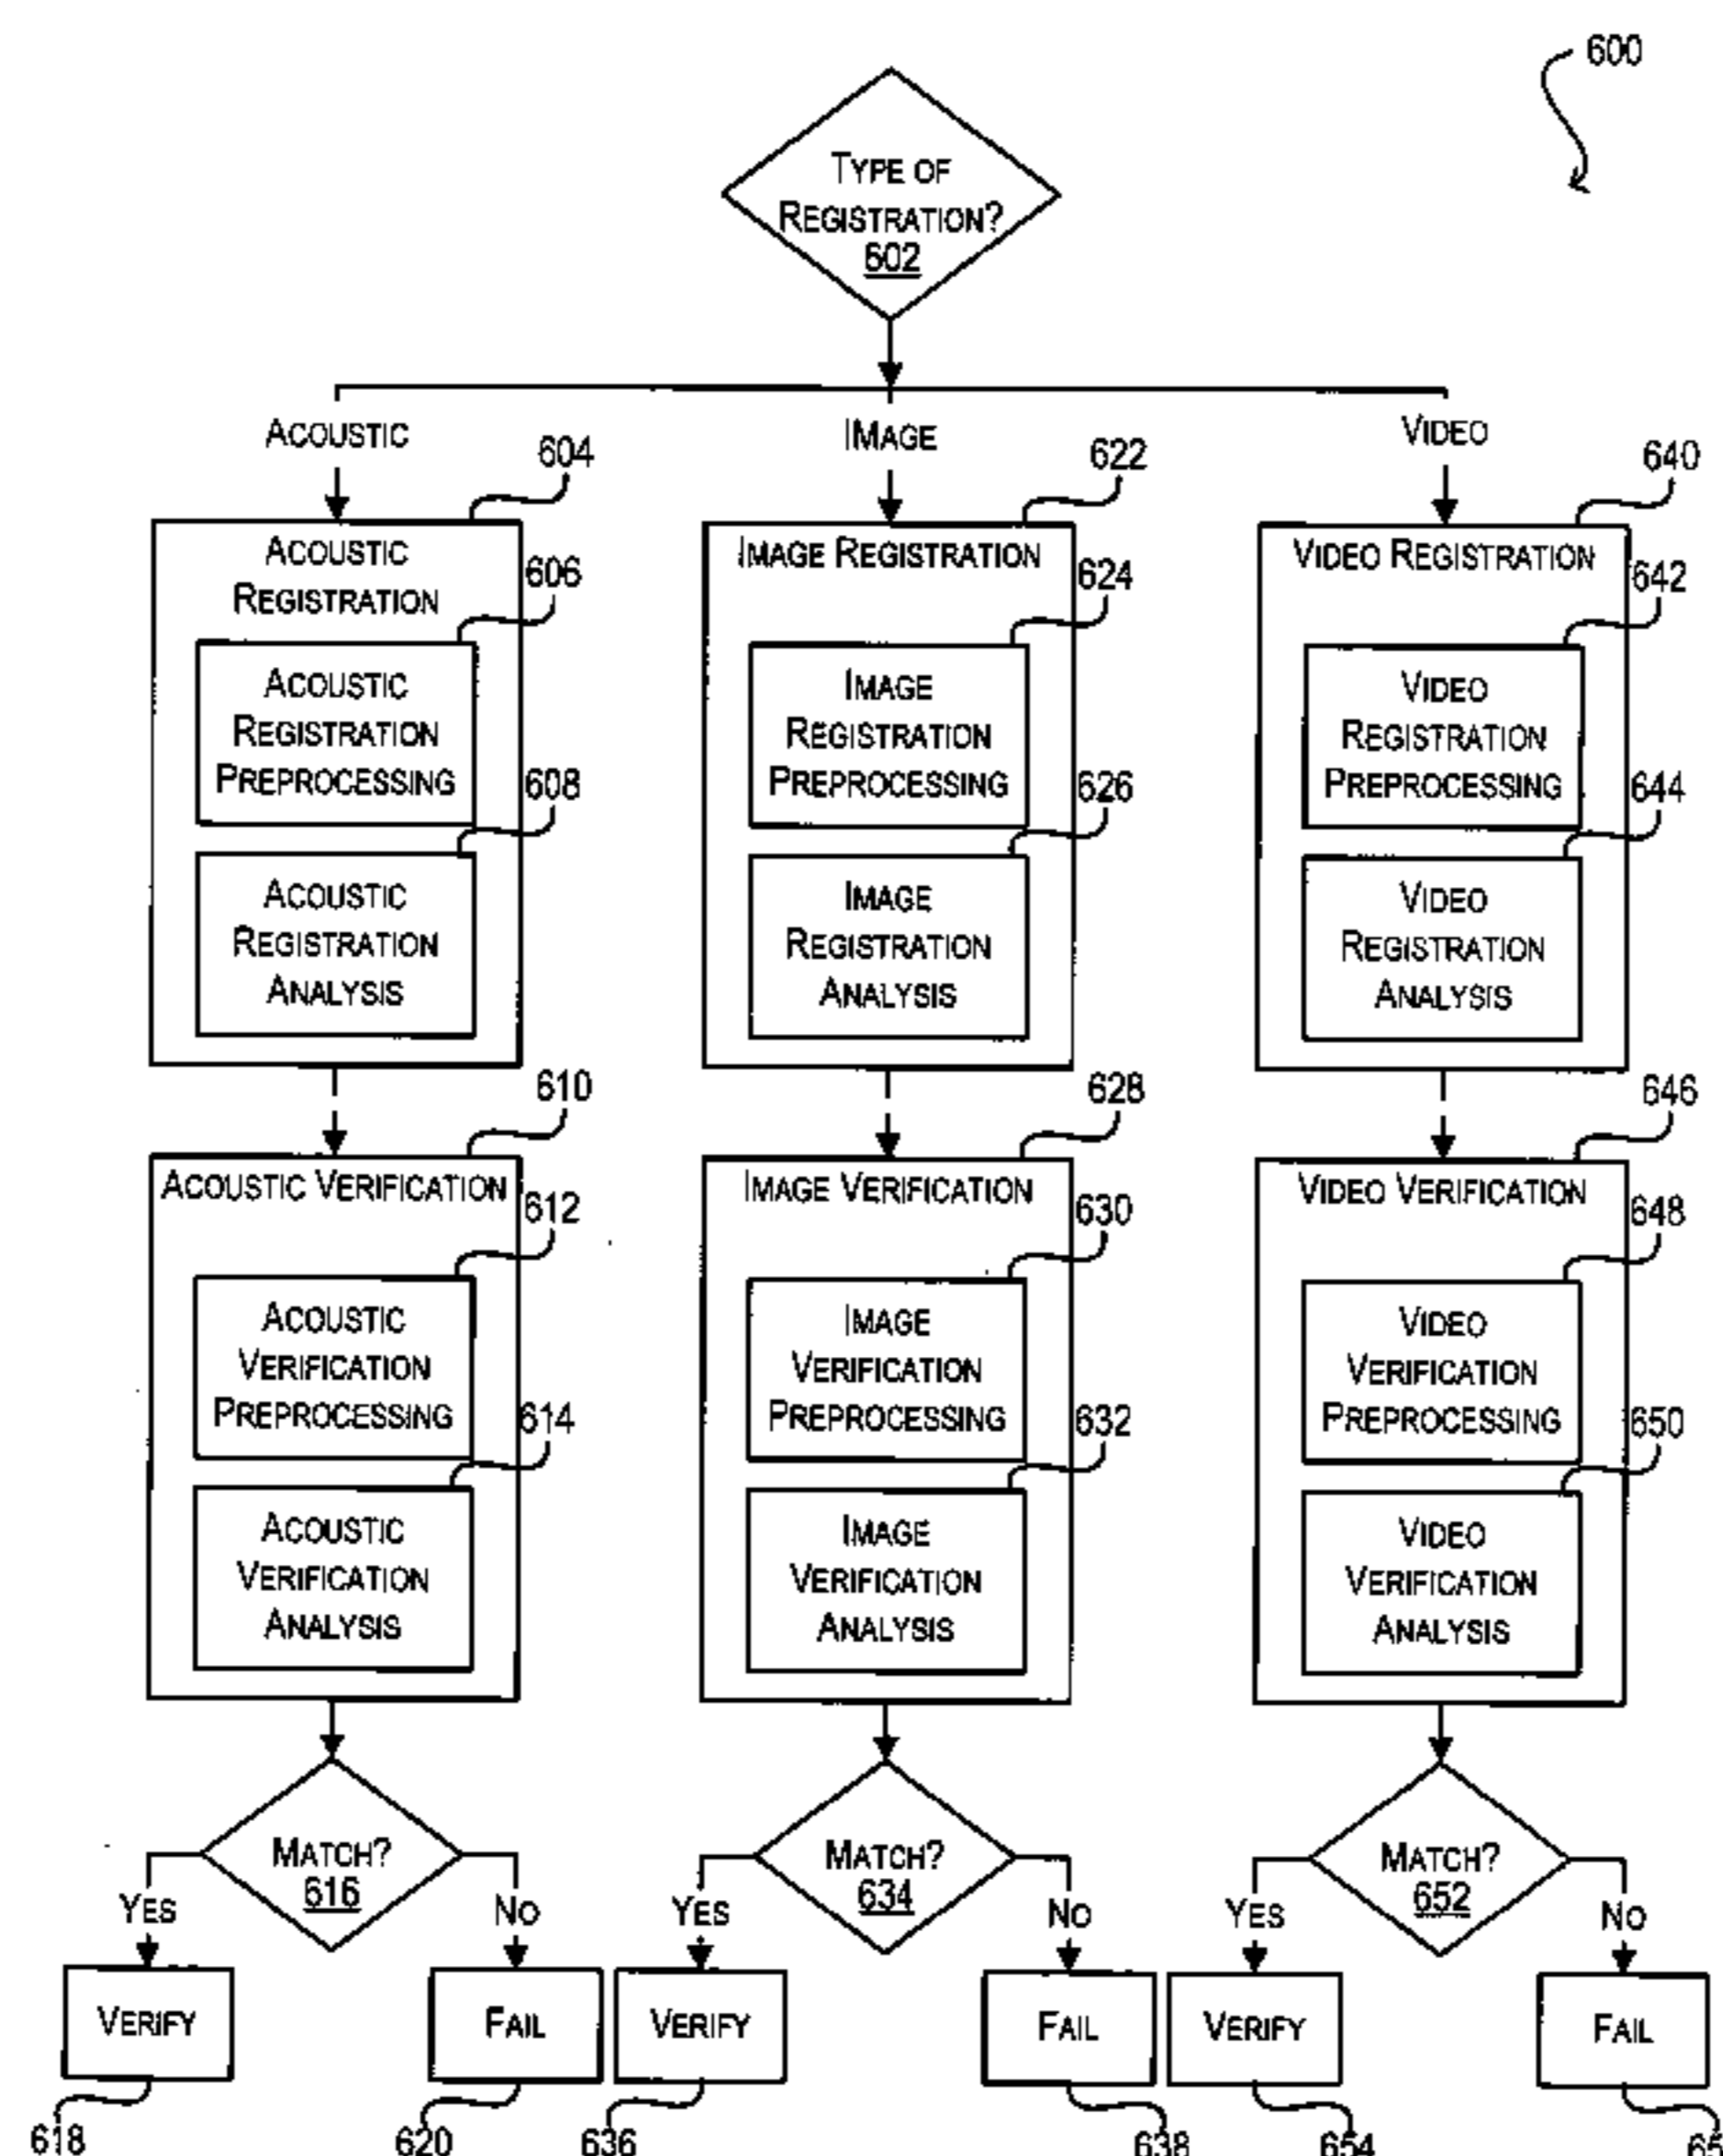 600
TYPE OF
REGISTRATION?
602
ACOUSTIC
IMAGE
VIDEO
604
622
640
ACOUSTIC
REGISTRATION
IMAGE REGISTRATION
VIDEO REGISTRATION
606
624
642
ACOUSTIC
REGISTRATION
PREPROCESSING
IMAGE
REGISTRATION
PREPROCESSING
VIDEO
REGISTRATION
PREPROCESSING
608
626
644
ACOUSTIC
REGISTRATION
ANALYSIS
IMAGE
REGISTRATION
ANALYSIS
VIDEO
REGISTRATION
ANALYSIS
610
628
646
ACOUSTIC VERIFICATION
IMAGE VERIFICATION
VIDEO VERIFICATION
612
630
648
ACOUSTIC
VERIFICATION
PREPROCESSING
IMAGE
VERIFICATION
PREPROCESSING
VIDEO
VERIFICATION
PREPROCESSING
614
632
650
ACOUSTIC
VERIFICATION
ANALYSIS
IMAGE
VERIFICATION
ANALYSIS
VIDEO
VERIFICATION
ANALYSIS
MATCH?
616
MATCH?
634
MATCH?
652
YES
NO
YES
NO
YES
NO
VERIFY
FAIL
VERIFY
FAIL
VERIFY
FAIL
618
620
636
638
654